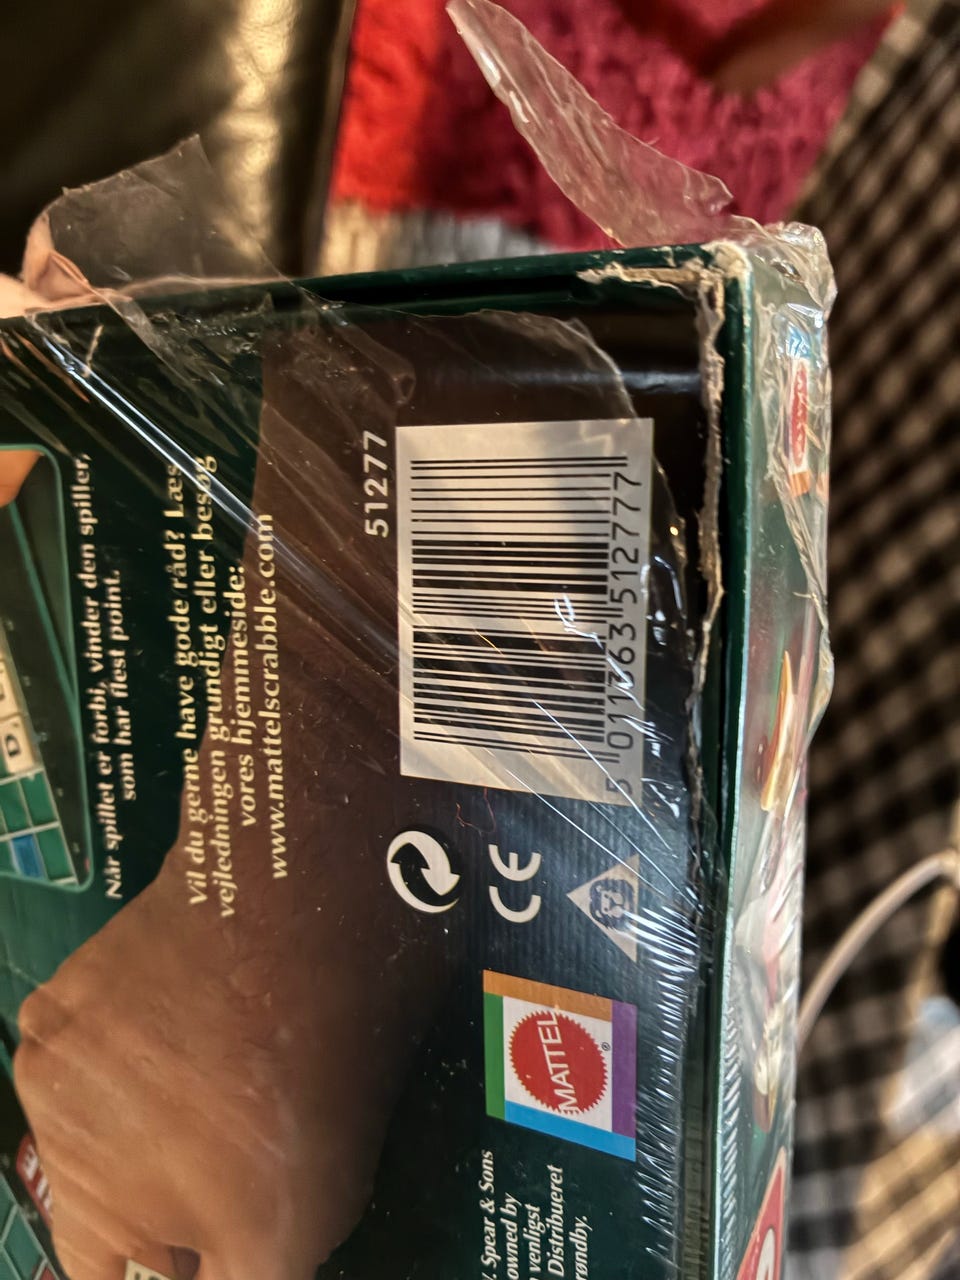 Når spillet er forbi, vinder den spiller,
som har flest point.
Vil du gerne have gode råd? Læs
vejledningen grundigt eller besøg
vores hjemmeside:
www.mattelscrabble.com
51277
5 011363 512777
CE
MATTEL®
. Spear & Sons
owned by
venligst
Distribueret
røndby.